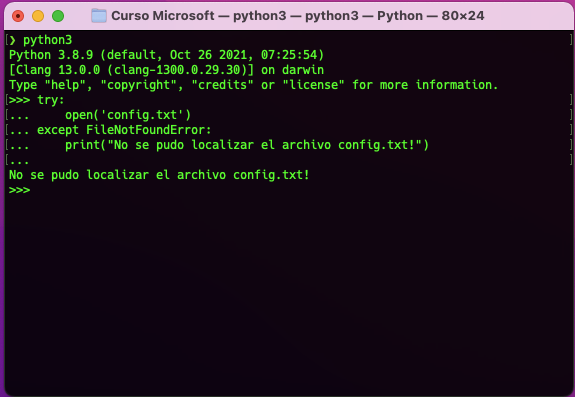 Curso Microsoft — python3 — python3 — Python — 80×24
❯ python3
Python 3.8.9 (default, Oct 26 2021, 07:25:54)
[Clang 13.0.0 (clang-1300.0.29.30)] on darwin
Type "help", "copyright", "credits" or "license" for more information.
>>> try:
...     open('config.txt')
... except FileNotFoundError:
...     print("No se pudo localizar el archivo config.txt!")
...
No se pudo localizar el archivo config.txt!
>>>